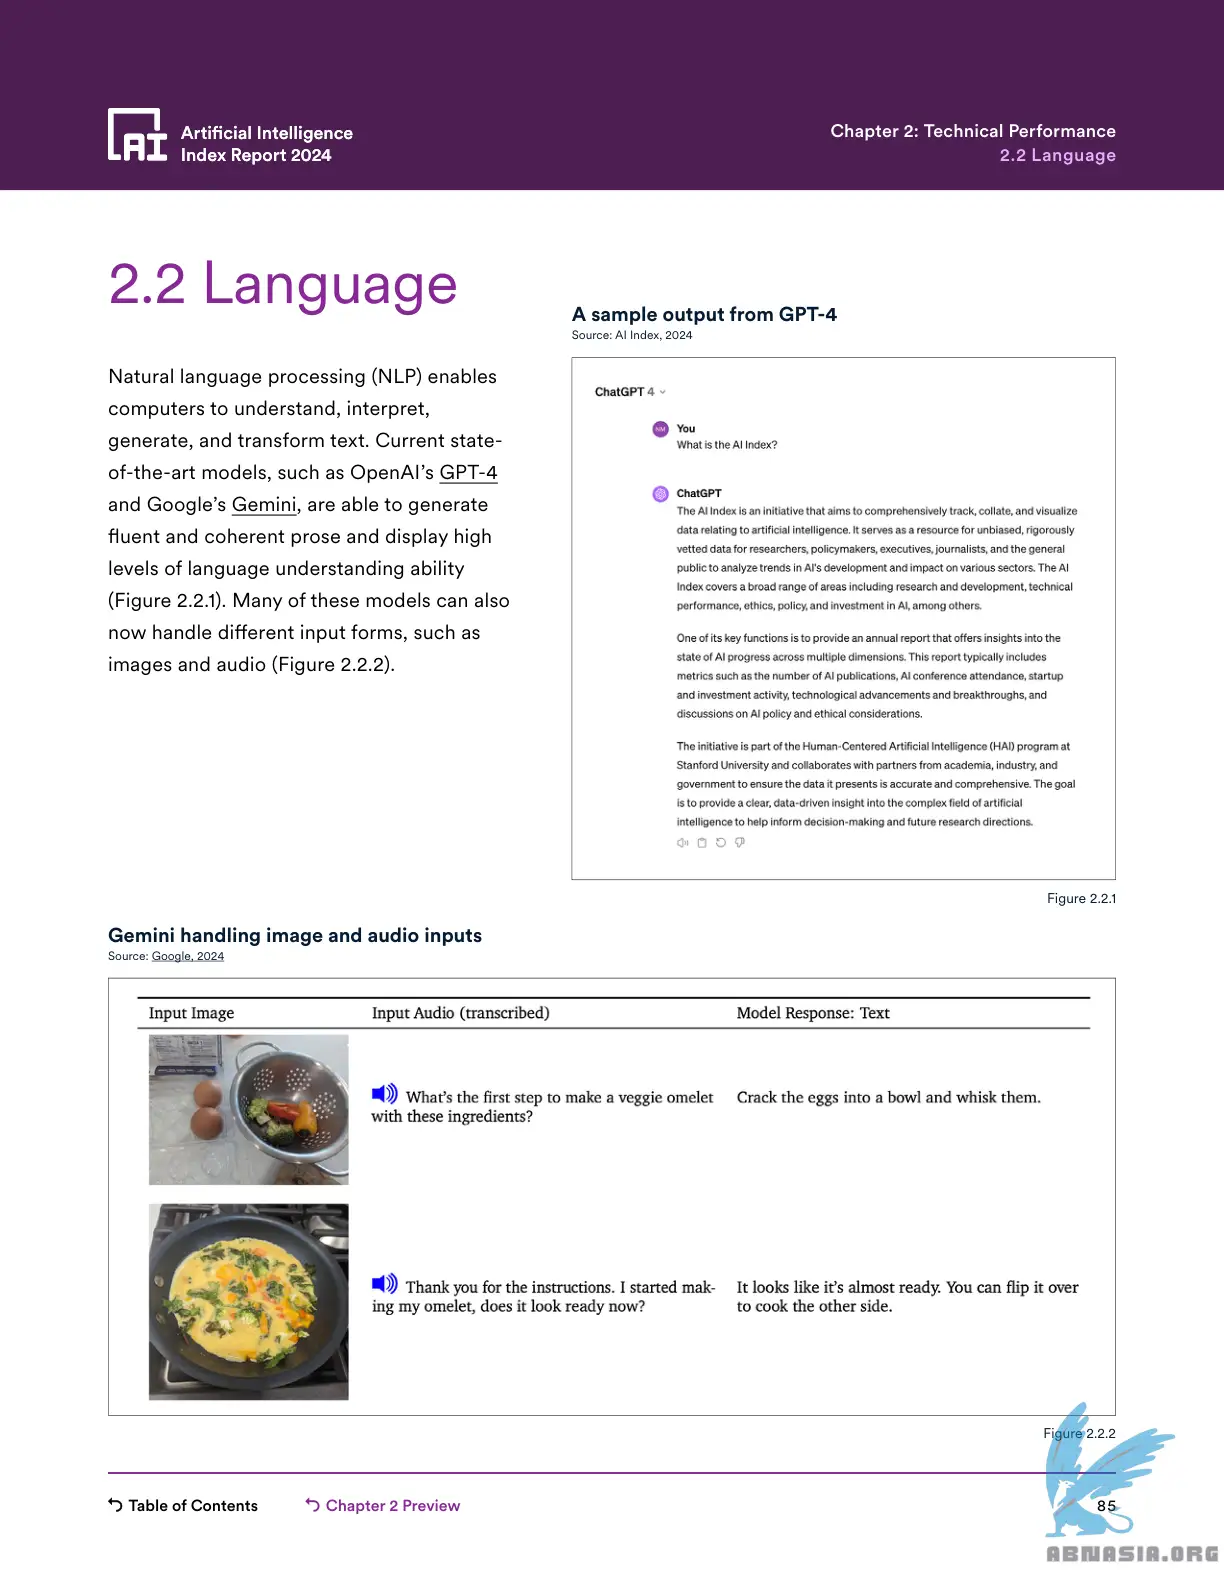 Artificial Intelligence
Index Report 2024
Chapter 2: Technical Performance
2.2 Language
2.2 Language
Natural language processing (NLP) enables
computers to understand, interpret,
generate, and transform text. Current state-
of-the-art models, such as OpenAI’s GPT-4
and Google’s Gemini, are able to generate
fluent and coherent prose and display high
levels of language understanding ability
(Figure 2.2.1). Many of these models can also
now handle different input forms, such as
images and audio (Figure 2.2.2).
A sample output from GPT-4
Source: AI Index, 2024
ChatGPT 4
NM
You
What is the AI Index?
ChatGPT
The AI Index is an initiative that aims to comprehensively track, collate, and visualize
data relating to artificial intelligence. It serves as a resource for unbiased, rigorously
vetted data for researchers, policymakers, executives, journalists, and the general
public to analyze trends in AI's development and impact on various sectors. The AI
Index covers a broad range of areas including research and development, technical
performance, ethics, policy, and investment in AI, among others.
One of its key functions is to provide an annual report that offers insights into the
state of AI progress across multiple dimensions. This report typically includes
metrics such as the number of AI publications, AI conference attendance, startup
and investment activity, technological advancements and breakthroughs, and
discussions on AI policy and ethical considerations.
The initiative is part of the Human-Centered Artificial Intelligence (HAI) program at
Stanford University and collaborates with partners from academia, industry, and
government to ensure the data it presents is accurate and comprehensive. The goal
is to provide a clear, data-driven insight into the complex field of artificial
intelligence to help inform decision-making and future research directions.
Figure 2.2.1
Gemini handling image and audio inputs
Source: Google, 2024
Input Image
Input Audio (transcribed)
Model Response: Text
What’s the first step to make a veggie omelet
with these ingredients?
Crack the eggs into a bowl and whisk them.
Thank you for the instructions. I started mak-
ing my omelet, does it look ready now?
It looks like it’s almost ready. You can flip it over
to cook the other side.
Figure 2.2.2
Table of Contents
Chapter 2 Preview
85
ABNASIA.ORG